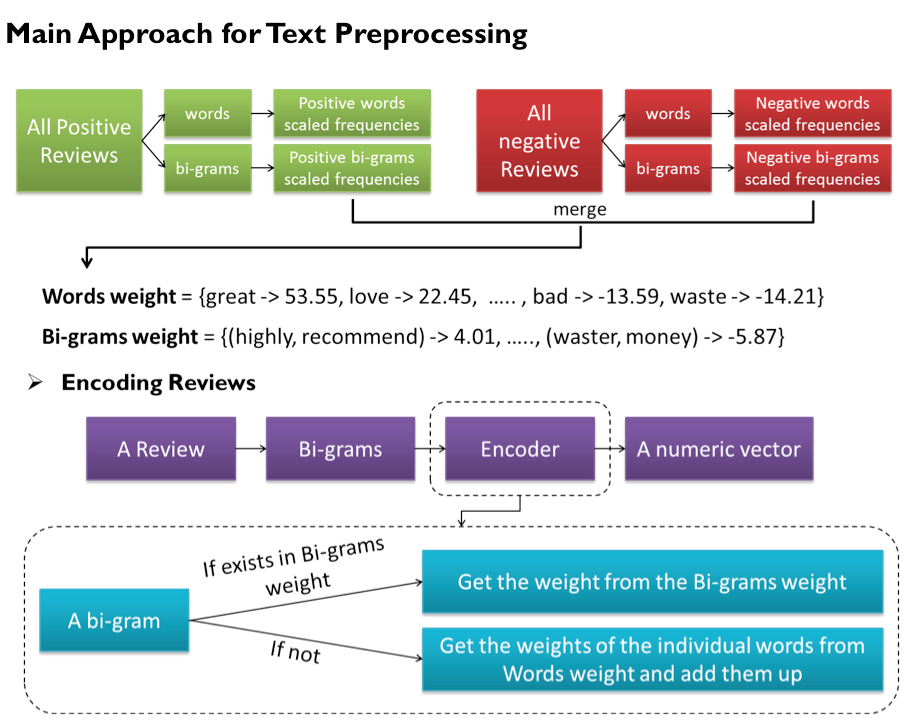 Main Approach for Text Preprocessing
All Positive
Reviews
words
Positive words
scaled frequencies
bi-grams
Positive bi-grams
scaled frequencies
All
negative
Reviews
words
Negative words
scaled frequencies
bi-grams
Negative bi-grams
scaled frequencies
merge
Words weight = {great -> 53.55, love -> 22.45, ..... , bad -> -13.59, waste -> -14.21}
Bi-grams weight = {(highly, recommend) -> 4.01, ....., (waster, money) -> -5.87}
➢ Encoding Reviews
A Review
Bi-grams
Encoder
A numeric vector
A bi-gram
If exists in Bi-grams
weight
Get the weight from the Bi-grams weight
If not
Get the weights of the individual words from
Words weight and add them up